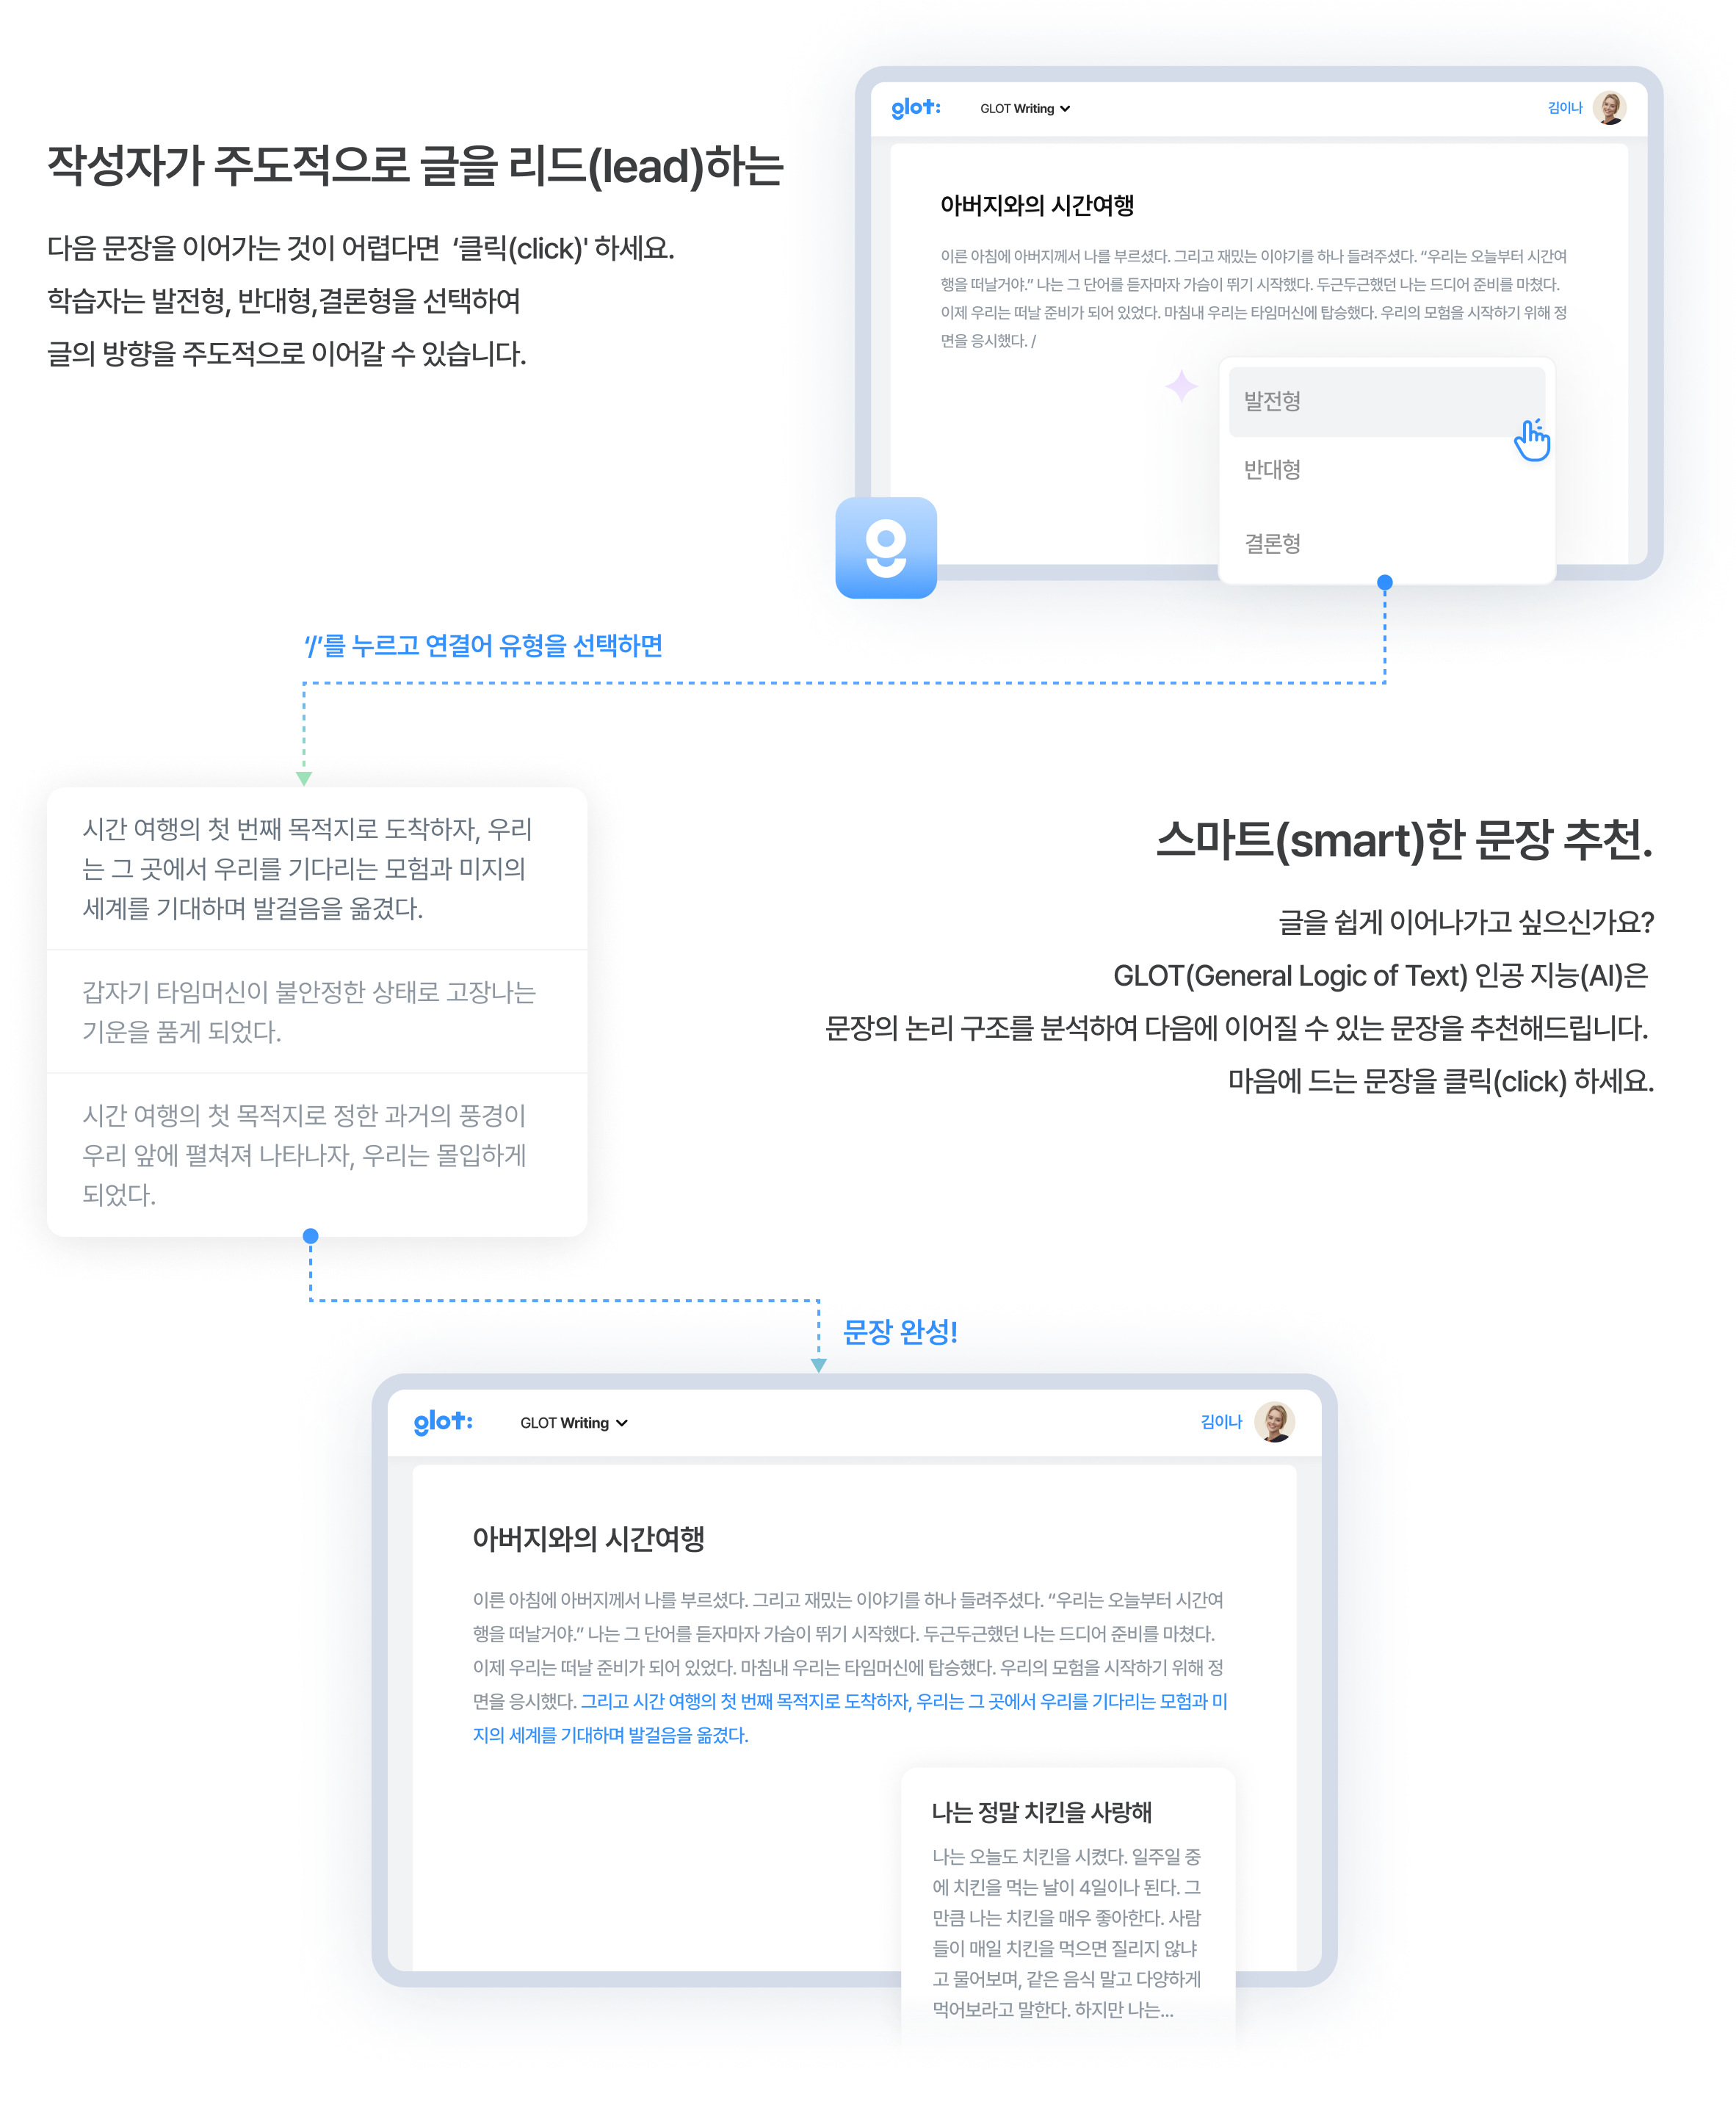 작성자가 주도적으로 글을 리드(lead)하는
다음 문장을 이어가는 것이 어렵다면 ‘클릭(click)' 하세요.
학습자는 발전형, 반대형,결론형을 선택하여
글의 방향을 주도적으로 이어갈 수 있습니다.
glot:
GLOT Writing
김이나
아버지와의 시간여행
이른 아침에 아버지께서 나를 부르셨다. 그리고 재밌는 이야기를 하나 들려주셨다. “우리는 오늘부터 시간여
행을 떠날거야.” 나는 그 단어를 듣자마자 가슴이 뛰기 시작했다. 두근두근했던 나는 드디어 준비를 마쳤다.
이제 우리는 떠날 준비가 되어 있었다. 마침내 우리는 타임머신에 탑승했다. 우리의 모험을 시작하기 위해 정
면을 응시했다. /
발전형
반대형
결론형
g
‘/’를 누르고 연결어 유형을 선택하면
시간 여행의 첫 번째 목적지로 도착하자, 우리
는 그 곳에서 우리를 기다리는 모험과 미지의
세계를 기대하며 발걸음을 옮겼다.
갑자기 타임머신이 불안정한 상태로 고장나는
기운을 품게 되었다.
시간 여행의 첫 목적지로 정한 과거의 풍경이
우리 앞에 펼쳐져 나타나자, 우리는 몰입하게
되었다.
스마트(smart)한 문장 추천.
글을 쉽게 이어나가고 싶으신가요?
GLOT(General Logic of Text) 인공 지능(AI)은
문장의 논리 구조를 분석하여 다음에 이어질 수 있는 문장을 추천해드립니다.
마음에 드는 문장을 클릭(click) 하세요.
문장 완성!
glot:
GLOT Writing
김이나
아버지와의 시간여행
이른 아침에 아버지께서 나를 부르셨다. 그리고 재밌는 이야기를 하나 들려주셨다. “우리는 오늘부터 시간여
행을 떠날거야.” 나는 그 단어를 듣자마자 가슴이 뛰기 시작했다. 두근두근했던 나는 드디어 준비를 마쳤다.
이제 우리는 떠날 준비가 되어 있었다. 마침내 우리는 타임머신에 탑승했다. 우리의 모험을 시작하기 위해 정
면을 응시했다. 그리고 시간 여행의 첫 번째 목적지로 도착하자, 우리는 그 곳에서 우리를 기다리는 모험과 미
지의 세계를 기대하며 발걸음을 옮겼다.
나는 정말 치킨을 사랑해
나는 오늘도 치킨을 시켰다. 일주일 중
에 치킨을 먹는 날이 4일이나 된다. 그
만큼 나는 치킨을 매우 좋아한다. 사람
들이 매일 치킨을 먹으면 질리지 않냐
고 물어보며, 같은 음식 말고 다양하게
먹어보라고 말한다. 하지만 나는...